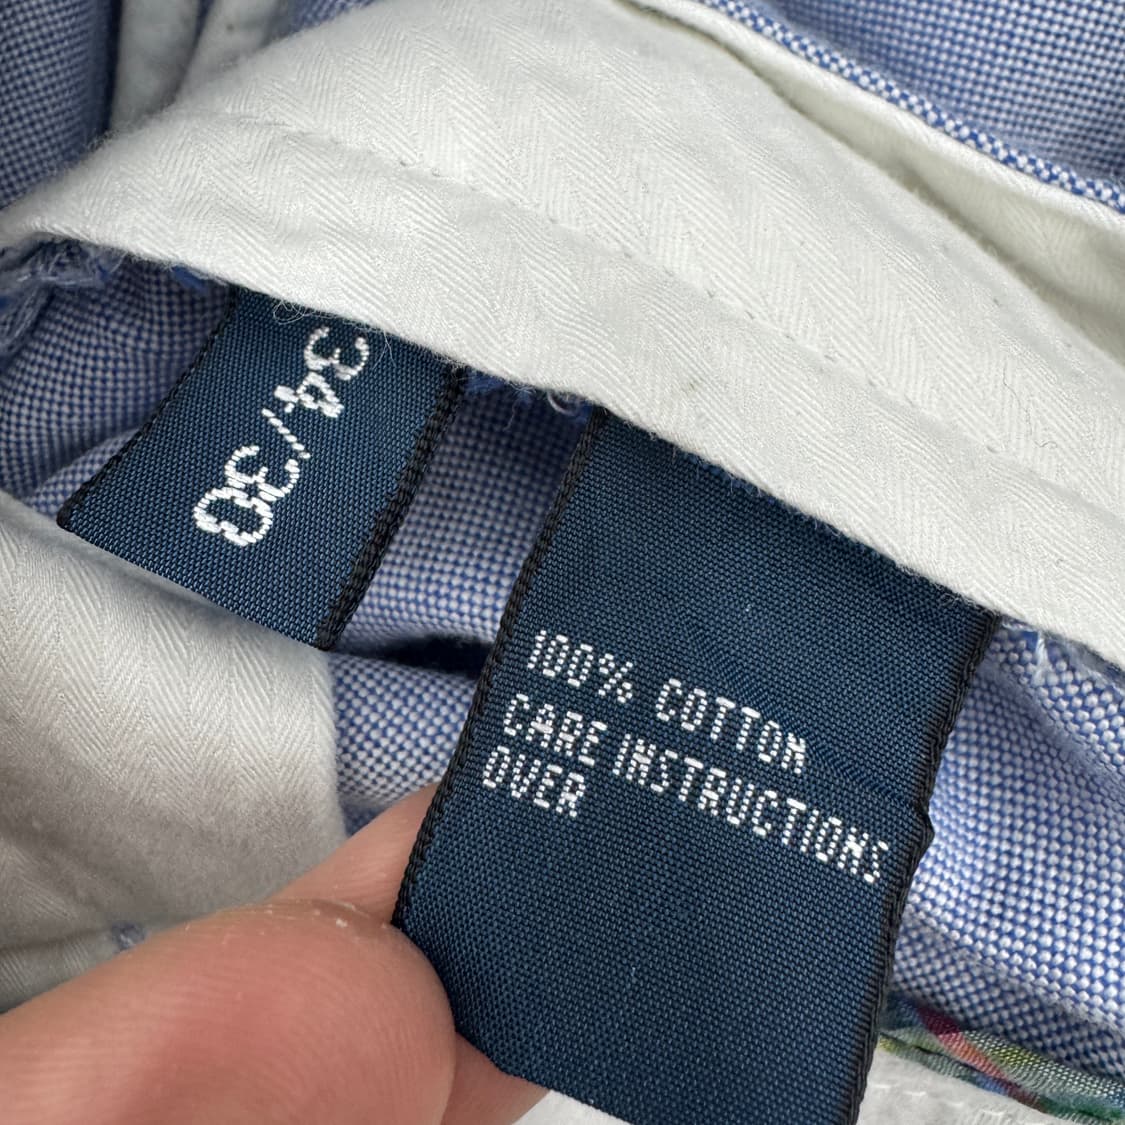 34/30
100% COTTON
CARE INSTRUCTIONS
OVER